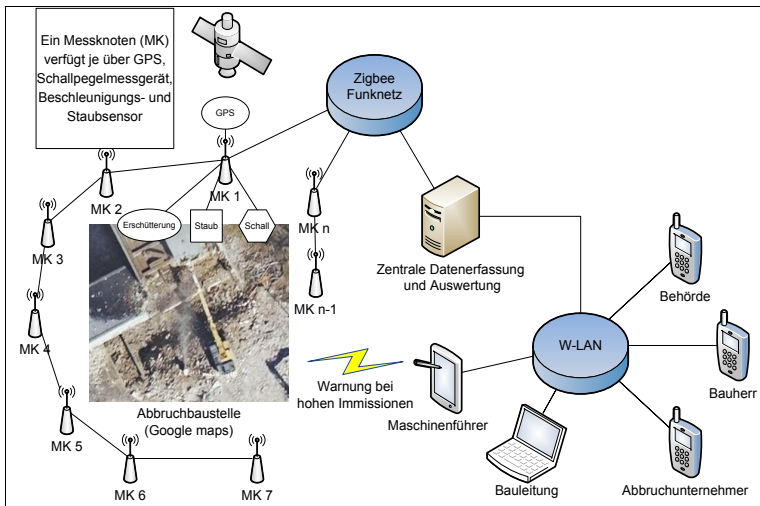 Ein Messknoten (MK)
verfügt je über GPS,
Schallpegelmessgerät,
Beschleunigungs- und
Staubsensor
GPS
Zigbee
Funknetz
MK 1
MK 2
MK 3
MK 4
MK 5
MK 6
MK 7
MK n
MK n-1
Erschütterung
Staub
Schall
Abbruchbaustelle
(Google maps)
Zentrale Datenerfassung
und Auswertung
W-LAN
Warnung bei
hohen Immissionen
Maschinenführer
Bauleitung
Behörde
Bauherr
Abbruchunternehmer